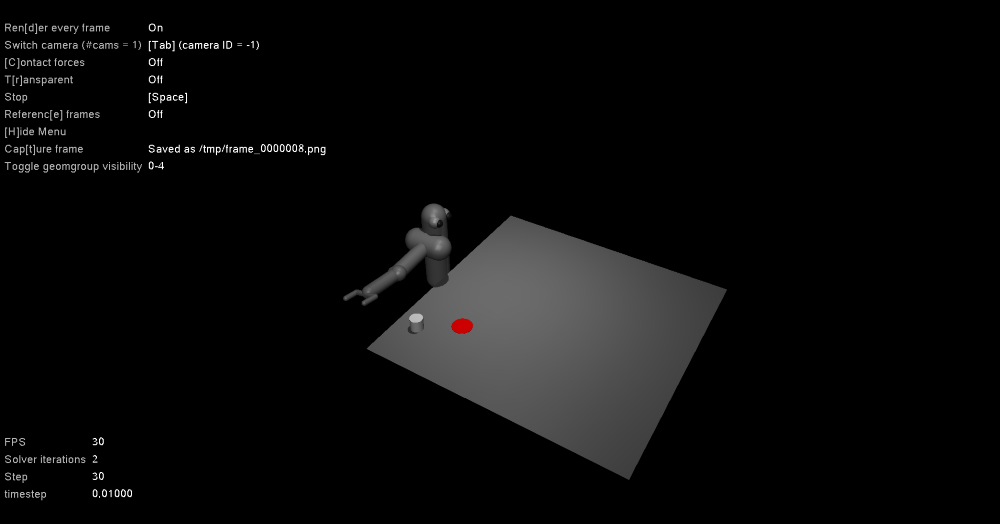 Ren[d]er every frame On
Switch camera (#cams = 1) [Tab] (camera ID = -1)
[C]ontact forces Off
T[r]ansparent Off
Stop [Space]
Referenc[e] frames Off
[H]ide Menu
Cap[t]ure frame Saved as /tmp/frame_0000008.png
Toggle geomgroup visibility 0-4
FPS 30
Solver iterations 2
Step 30
timestep 0.01000